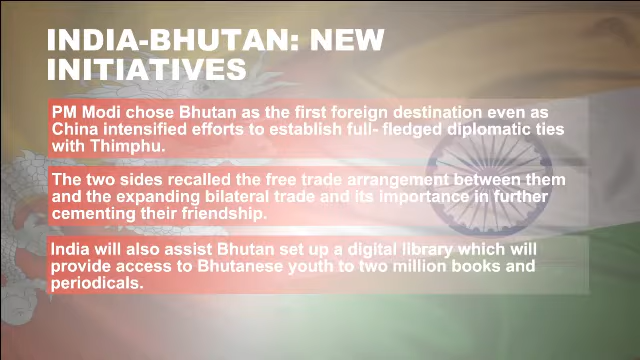 INDIA-BHUTAN: NEW
INITIATIVES
PM Modi chose Bhutan as the first foreign destination even as
China intensified efforts to establish full- fledged diplomatic ties
with Thimphu.
The two sides recalled the free trade arrangement between them
and the expanding bilateral trade and its importance in further
cementing their friendship.
India will also assist Bhutan set up a digital library which will
provide access to Bhutanese youth to two million books and
periodicals.